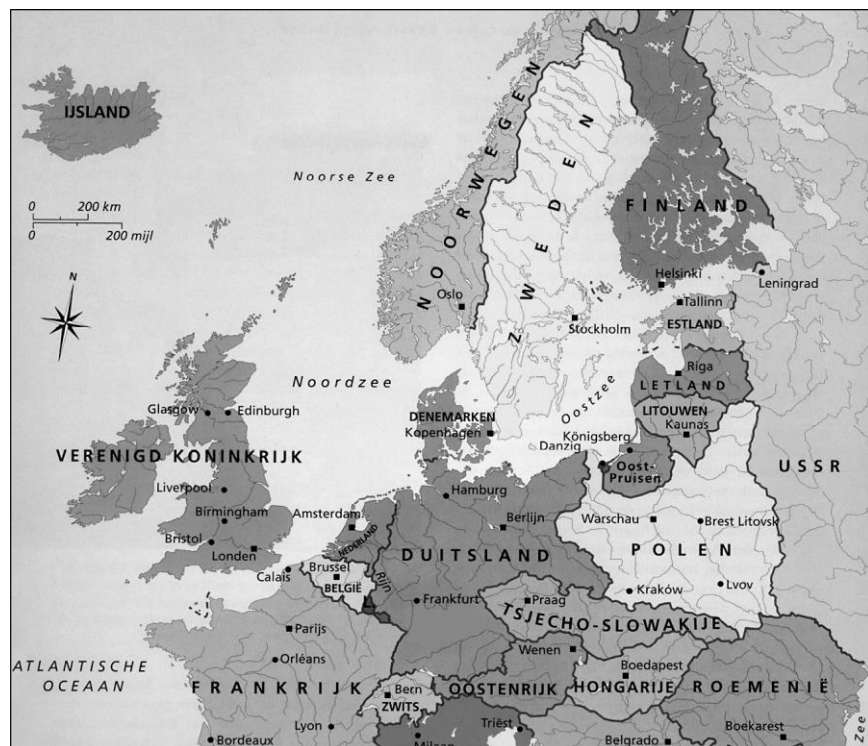 IJSLAND
0 200 km
0 200 mijl
N
Noorse Zee
NOORWEGEN
ZWEDEN
FINLAND
Helsinki
Leningrad
Oslo
Stockholm
Tallinn
ESTLAND
Riga
LETLAND
Noordzee
Oostzee
LITOUWEN
Kaunas
Glasgow
Edinburgh
DENEMARKEN
Kopenhagen
Danzig
Königsberg
Oost-
Pruisen
VERENIGD KONINKRIJK
USSR
Liverpool
Birmingham
Bristol
Londen
Amsterdam
NEDERLAND
Hamburg
Berlijn
Warschau
Brest Litovsk
DUITSLAND
POLEN
Calais
Brussel
BELGIË
Rijn
L
Frankfurt
Praag
Kraków
Lvov
TSJECHO-SLOWAKIJE
Parijs
Orléans
Wenen
Boedapest
ATLANTISCHE
OCEAAN
FRANKRIJK
Bern
ZWITS
OOSTENRIJK
HONGARIJE
ROEMENIË
Lyon
Bordeaux
Milaan
Triëst
Belgrado
Boekarest
Zee